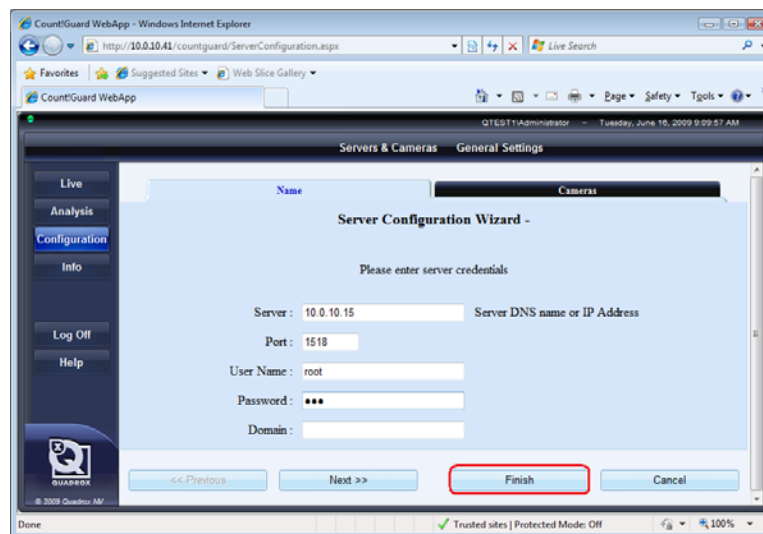 Count!Guard WebApp - Windows Internet Explorer
http://10.0.10.41/countguard/ServerConfiguration.aspx
Live Search
Favorites
Suggested Sites
Web Slice Gallery
Count!Guard WebApp
Page
Safety
Tools
QTEST1\Administrator - Tuesday, June 16, 2009 9:09:57 AM
Servers & Cameras General Settings
Live
Analysis
Configuration
Info
Log Off
Help
QUADROX
© 2009 Quadrox NV
Name
Cameras
Server Configuration Wizard -
Please enter server credentials
Server : 10.0.10.15 Server DNS name or IP Address
Port : 1518
User Name : root
Password : •••
Domain :
<< Previous
Next >>
Finish
Cancel
Done
Trusted sites | Protected Mode: Off
100%